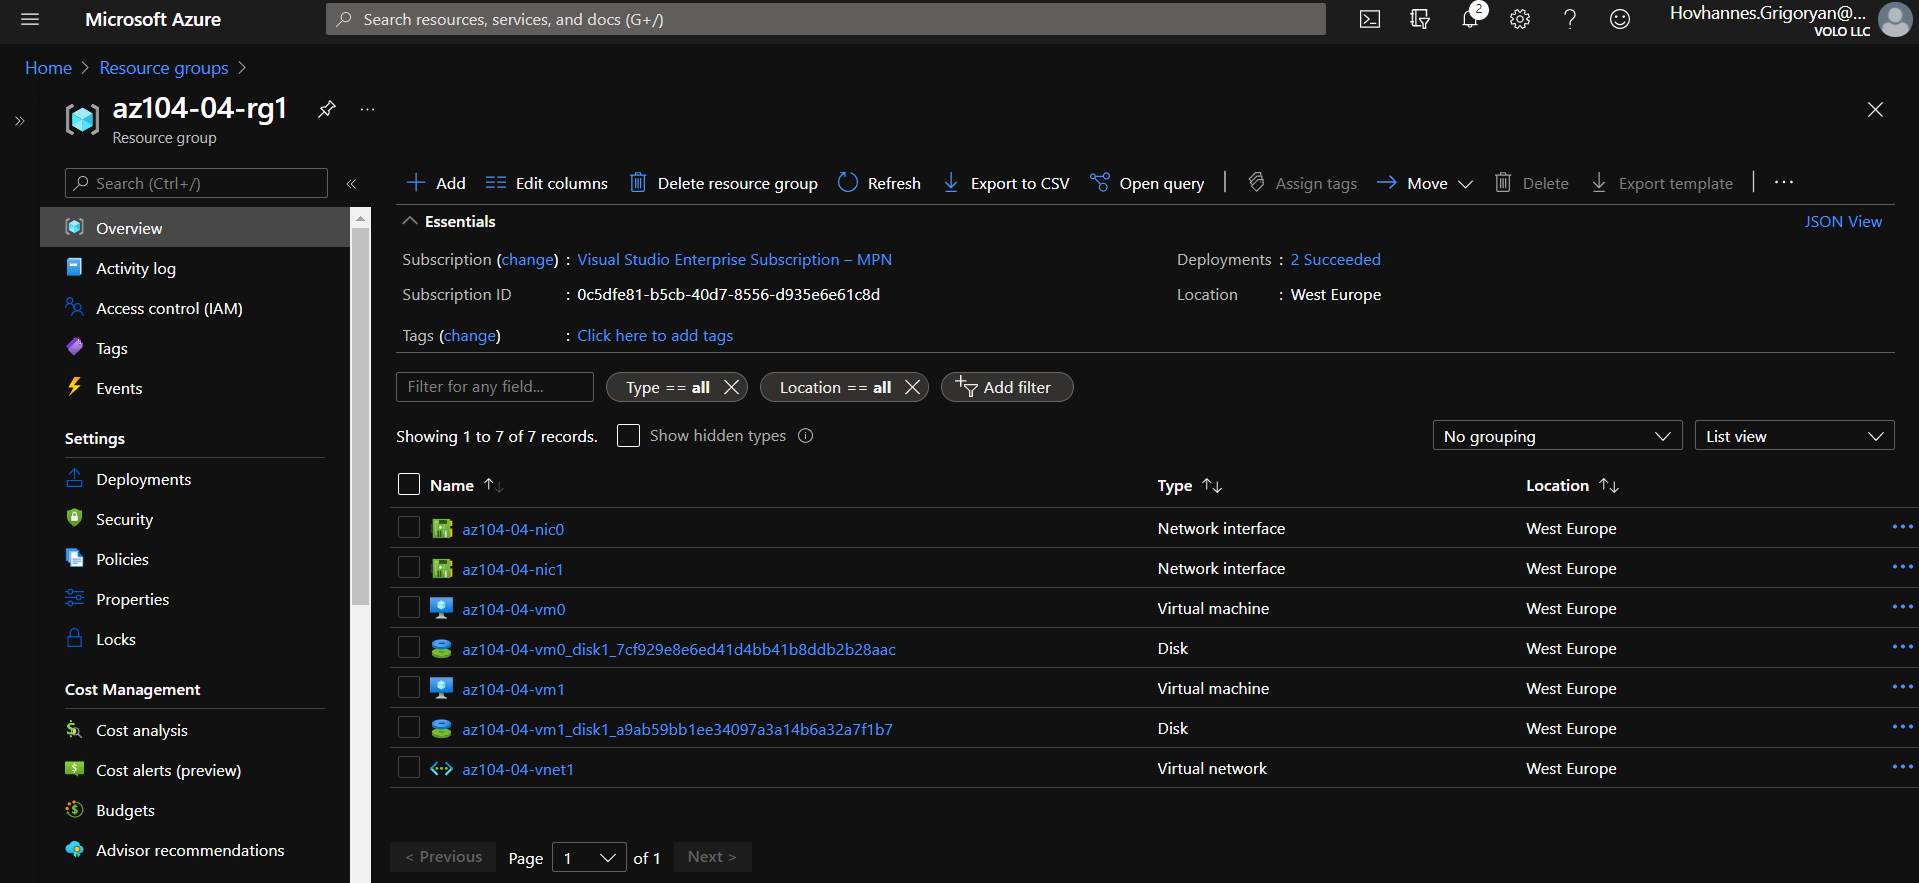 Microsoft Azure
Search resources, services, and docs (G+/)
2
Hovhannes.Grigoryan@...
VOLO LLC
Home > Resource groups >
az104-04-rg1
Resource group
Search (Ctrl+/)
Overview
Activity log
Access control (IAM)
Tags
Events
Settings
Deployments
Security
Policies
Properties
Locks
Cost Management
Cost analysis
Cost alerts (preview)
Budgets
Advisor recommendations
Add Edit columns Delete resource group Refresh Export to CSV Open query Assign tags Move Delete Export template
Essentials
JSON View
Subscription (change) : Visual Studio Enterprise Subscription – MPN
Deployments : 2 Succeeded
Subscription ID : 0c5dfe81-b5cb-40d7-8556-d935e6e61c8d
Location : West Europe
Tags (change) : Click here to add tags
Filter for any field... Type == all Location == all Add filter
Showing 1 to 7 of 7 records. Show hidden types
No grouping List view
Name Type Location
az104-04-nic0 Network interface West Europe
az104-04-nic1 Network interface West Europe
az104-04-vm0 Virtual machine West Europe
az104-04-vm0_disk1_7cf929e8e6ed41d4bb41b8ddb2b28aac Disk West Europe
az104-04-vm1 Virtual machine West Europe
az104-04-vm1_disk1_a9ab59bb1ee34097a3a14b6a32a7f1b7 Disk West Europe
az104-04-vnet1 Virtual network West Europe
< Previous Page 1 of 1 Next >